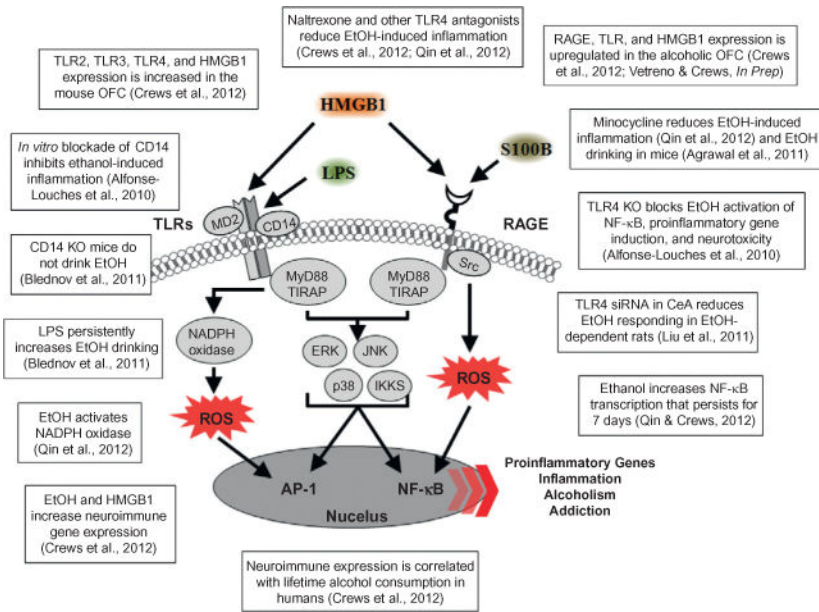 Naltrexone and other TLR4 antagonists
reduce EtOH-induced inflammation
(Crews et al., 2012; Qin et al., 2012)
TLR2, TLR3, TLR4, and HMGB1
expression is increased in the
mouse OFC (Crews et al., 2012)
RAGE, TLR, and HMGB1 expression is
upregulated in the alcoholic OFC (Crews
et al., 2012; Vetreno & Crews, In Prep)
In vitro blockade of CD14
inhibits ethanol-induced
inflammation (Alfonse-
Louches et al., 2010)
Minocycline reduces EtOH-induced
inflammation (Qin et al., 2012) and EtOH
drinking in mice (Agrawal et al., 2011)
CD14 KO mice do
not drink EtOH
(Blednov et al., 2011)
TLR4 KO blocks EtOH activation of
NF-κB, proinflammatory gene
induction, and neurotoxicity
(Alfonse-Louches et al., 2010)
LPS persistently
increases EtOH drinking
(Blednov et al., 2011)
TLR4 siRNA in CeA reduces
EtOH responding in EtOH-
dependent rats (Liu et al., 2011)
EtOH activates
NADPH oxidase
(Qin et al., 2012)
Ethanol increases NF-κB
transcription that persists for
7 days (Qin & Crews, 2012)
EtOH and HMGB1
increase neuroimmune
gene expression
(Crews et al., 2012)
HMGB1
S100B
LPS
TLRs
MD2
CD14
RAGE
Src
MyD88
TIRAP
MyD88
TIRAP
NADPH
oxidase
ERK
JNK
p38
IKKS
ROS
ROS
AP-1
NF-κB
Nucelus
Proinflammatory Genes
Inflammation
Alcoholism
Addiction
Neuroimmune expression is correlated
with lifetime alcohol consumption in
humans (Crews et al., 2012)